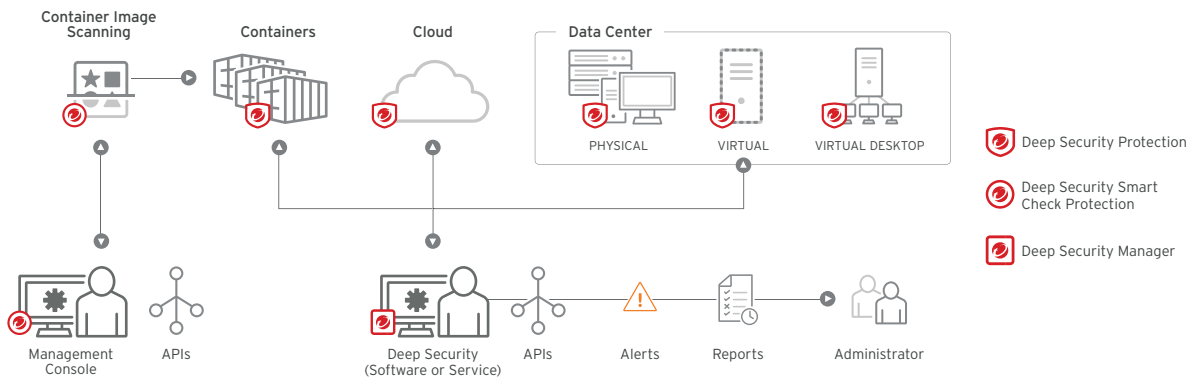 Container Image
Scanning
Containers
Cloud
Data Center
PHYSICAL
VIRTUAL
VIRTUAL DESKTOP
Deep Security Protection
Deep Security Smart
Check Protection
Deep Security Manager
Management
Console
APIs
Deep Security
(Software or Service)
APIs
Alerts
Reports
Administrator